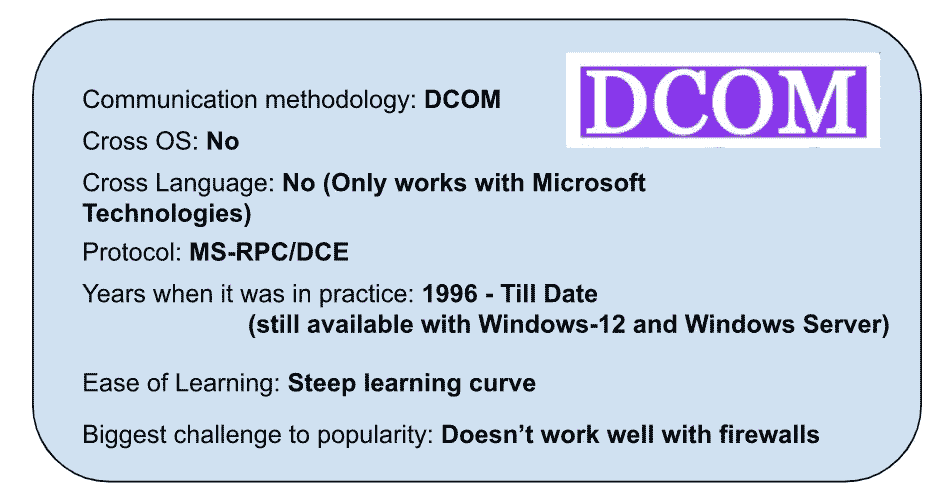 DCOM
Communication methodology: DCOM
Cross OS: No
Cross Language: No (Only works with Microsoft
Technologies)
Protocol: MS-RPC/DCE
Years when it was in practice: 1996 - Till Date
(still available with Windows-12 and Windows Server)
Ease of Learning: Steep learning curve
Biggest challenge to popularity: Doesn’t work well with firewalls